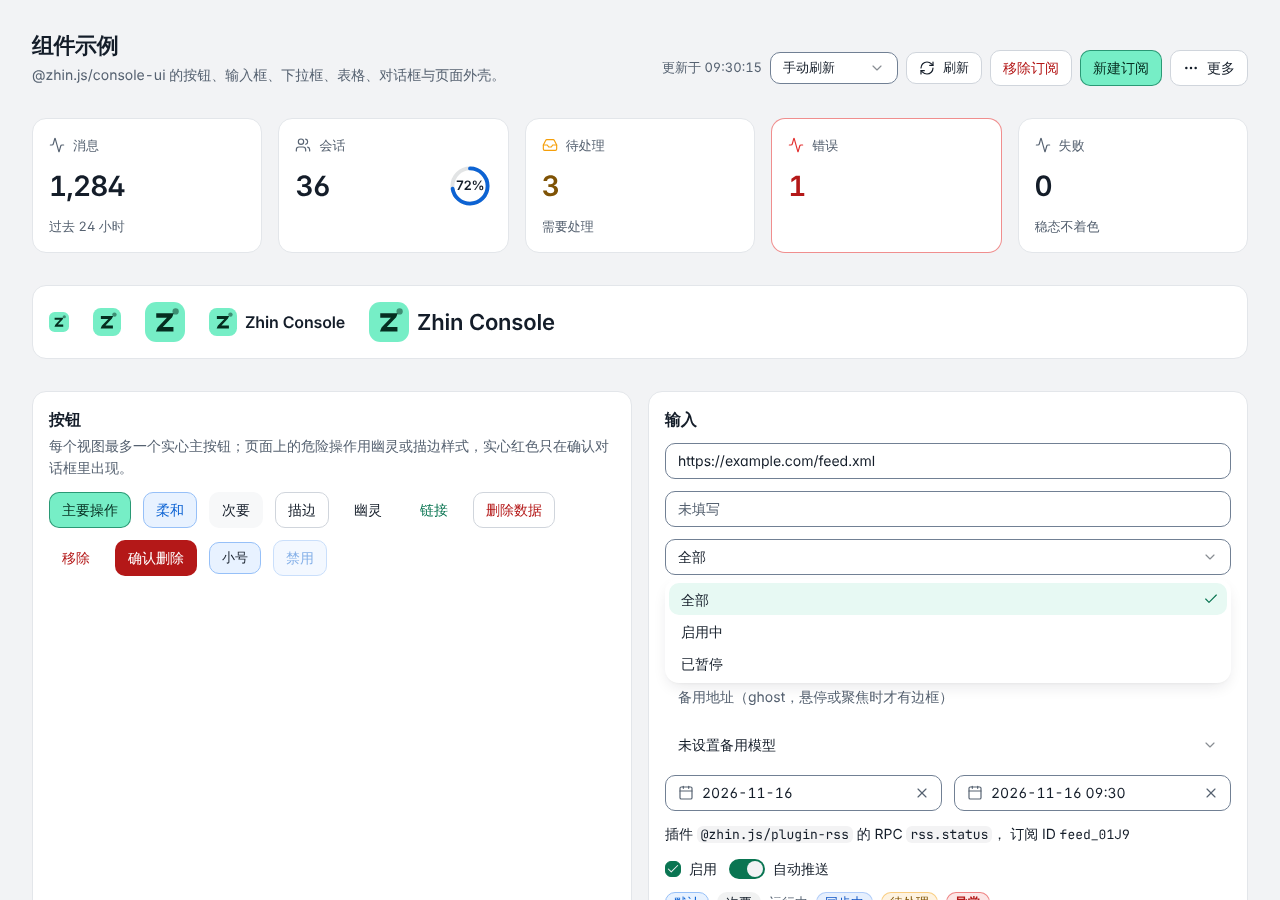 组件示例
@zhin.js/console-ui 的按钮、输入框、下拉框、表格、对话框与页面外壳。
更新于 09:30:15
手动刷新
刷新
移除订阅
新建订阅
更多
消息
1,284
过去 24 小时
会话
36
72%
待处理
3
需要处理
错误
1
失败
0
稳态不着色
Zhin Console
Zhin Console
按钮
每个视图最多一个实心主按钮；页面上的危险操作用幽灵或描边样式，实心红色只在确认对
话框里出现。
主要操作
柔和
次要
描边
幽灵
链接
删除数据
移除
确认删除
小号
禁用
输入
https://example.com/feed.xml
未填写
全部
全部
启用中
已暂停
备用地址（ghost，悬停或聚焦时才有边框）
未设置备用模型
2026-11-16
2026-11-16 09:30
插件 @zhin.js/plugin-rss 的 RPC rss.status ，订阅 ID feed_01J9
启用
自动推送